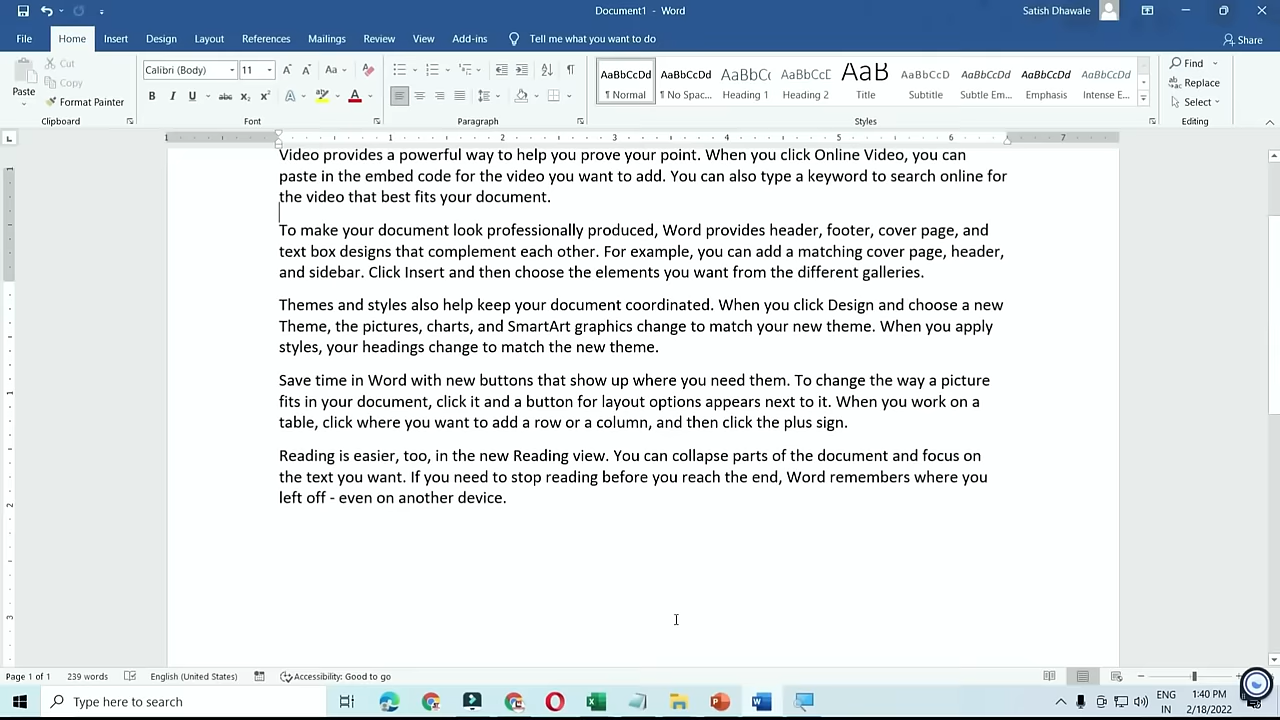 Document1 - Word
Satish Dhawale
File Home Insert Design Layout References Mailings Review View Add-ins Tell me what you want to do Share
Paste
Cut
Copy
Format Painter
Clipboard
Calibri (Body) 11
Aa
B I U abc x₂ x² A A
Font
Paragraph
AaBbCcDd
¶ Normal
AaBbCcDd
¶ No Spac...
AaBbC(
Heading 1
AaBbCcE
Heading 2
AaB
Title
AaBbCcD
Subtitle
AaBbCcDd
Subtle Em...
AaBbCcDd
Emphasis
AaBbCcDd
Intense E...
Styles
Find
Replace
Select
Editing
1 1 2 3 4 5 6 7
Video provides a powerful way to help you prove your point. When you click Online Video, you can
paste in the embed code for the video you want to add. You can also type a keyword to search online for
the video that best fits your document.
To make your document look professionally produced, Word provides header, footer, cover page, and
text box designs that complement each other. For example, you can add a matching cover page, header,
and sidebar. Click Insert and then choose the elements you want from the different galleries.
Themes and styles also help keep your document coordinated. When you click Design and choose a new
Theme, the pictures, charts, and SmartArt graphics change to match your new theme. When you apply
styles, your headings change to match the new theme.
Save time in Word with new buttons that show up where you need them. To change the way a picture
fits in your document, click it and a button for layout options appears next to it. When you work on a
table, click where you want to add a row or a column, and then click the plus sign.
Reading is easier, too, in the new Reading view. You can collapse parts of the document and focus on
the text you want. If you need to stop reading before you reach the end, Word remembers where you
left off - even on another device.
Page 1 of 1 239 words English (United States) Accessibility: Good to go
Type here to search
ENG
IN
1:40 PM
2/18/2022